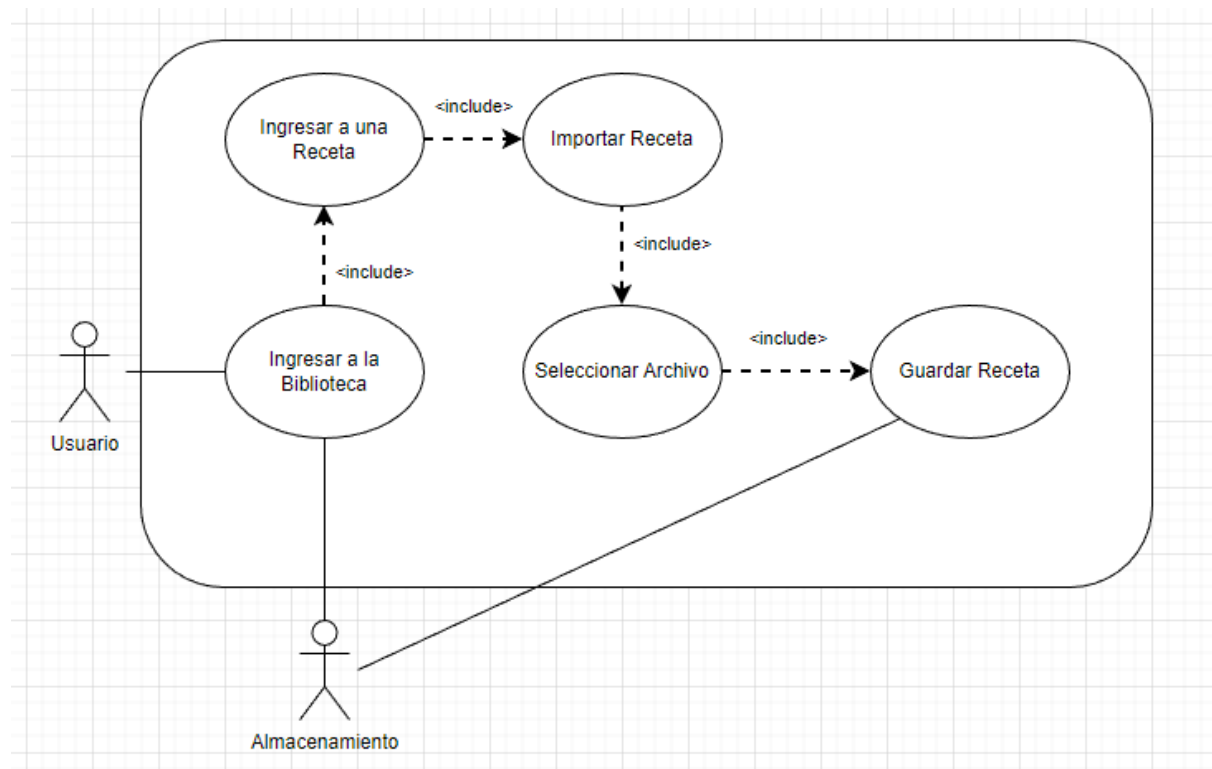 Ingresar a una
Receta
<include>
Importar Receta
<include>
<include>
Ingresar a la
Biblioteca
Seleccionar Archivo
<include>
Guardar Receta
Usuario
Almacenamiento